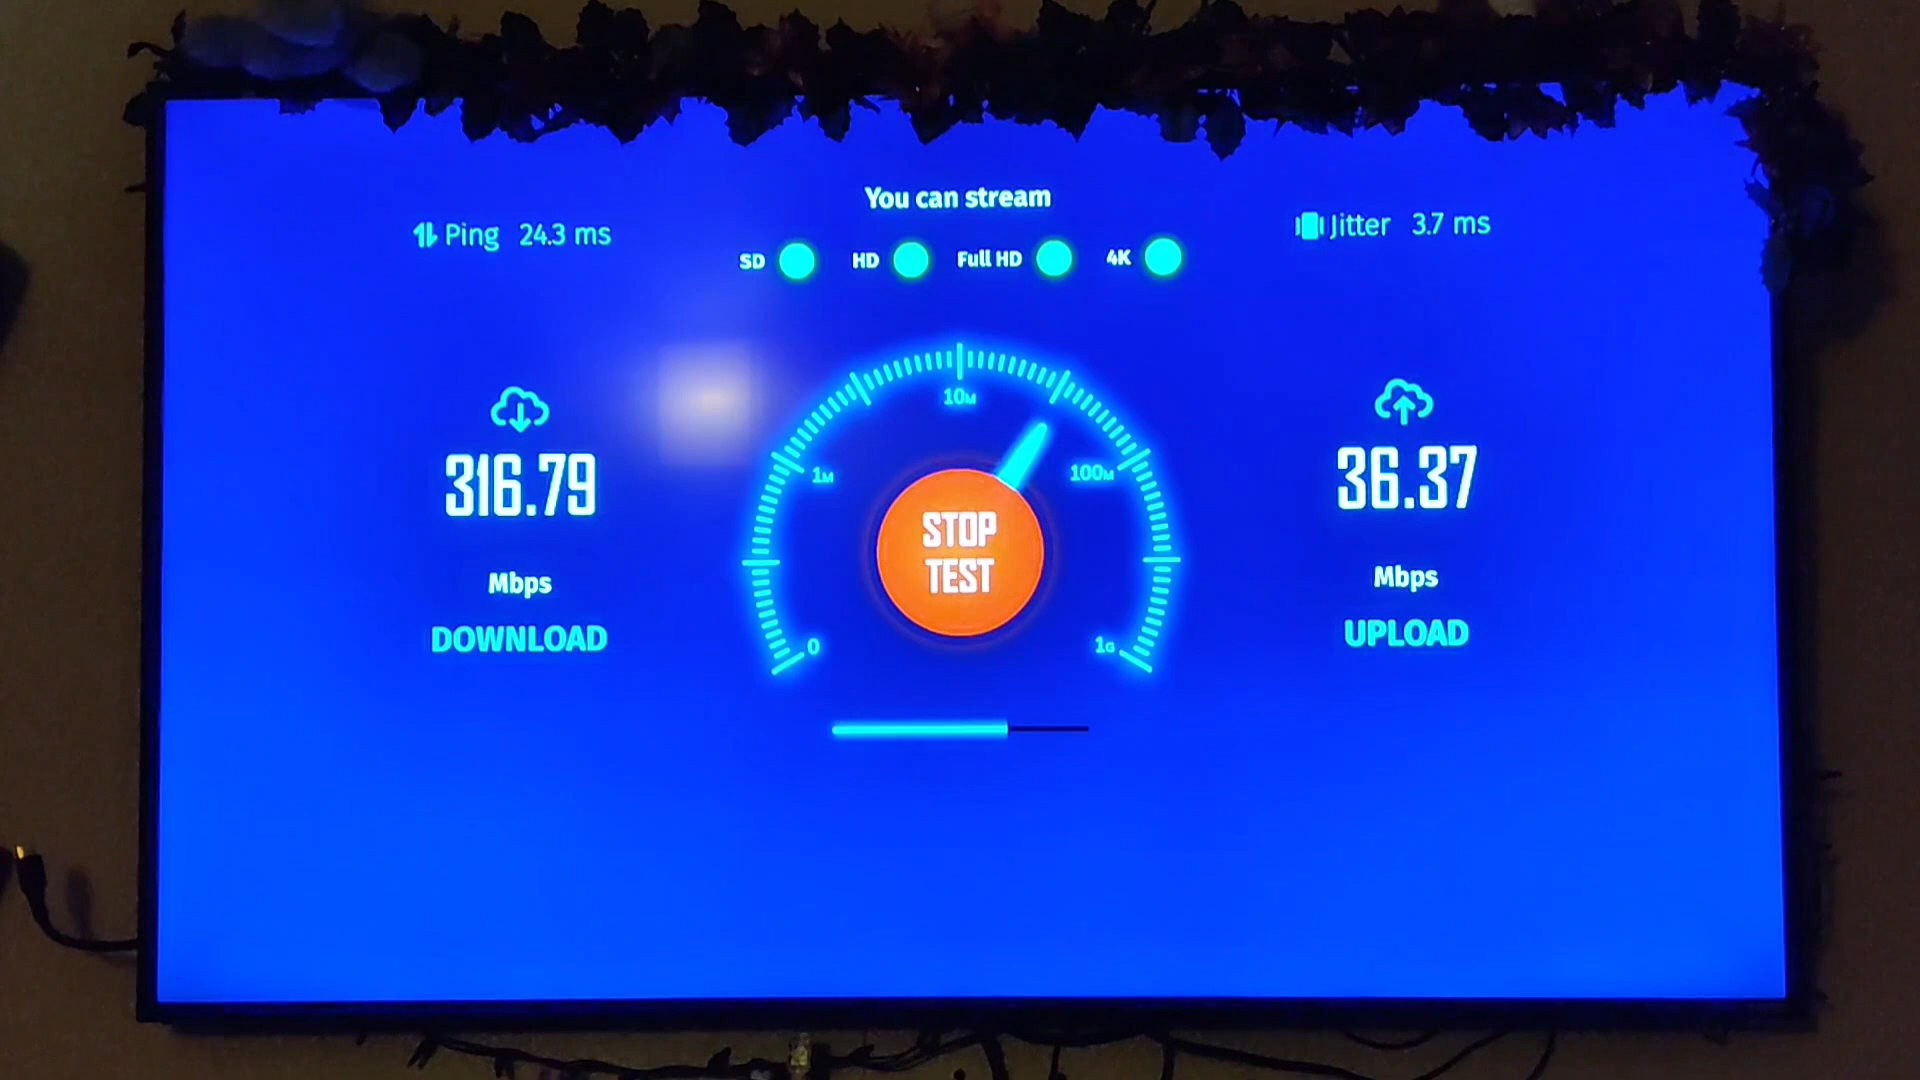 You can stream
Ping 24.3 ms
SD HD Full HD 4K
Jitter 3.7 ms
316.79
Mbps
DOWNLOAD
0
1M
10M
100M
1G
STOP
TEST
36.37
Mbps
UPLOAD